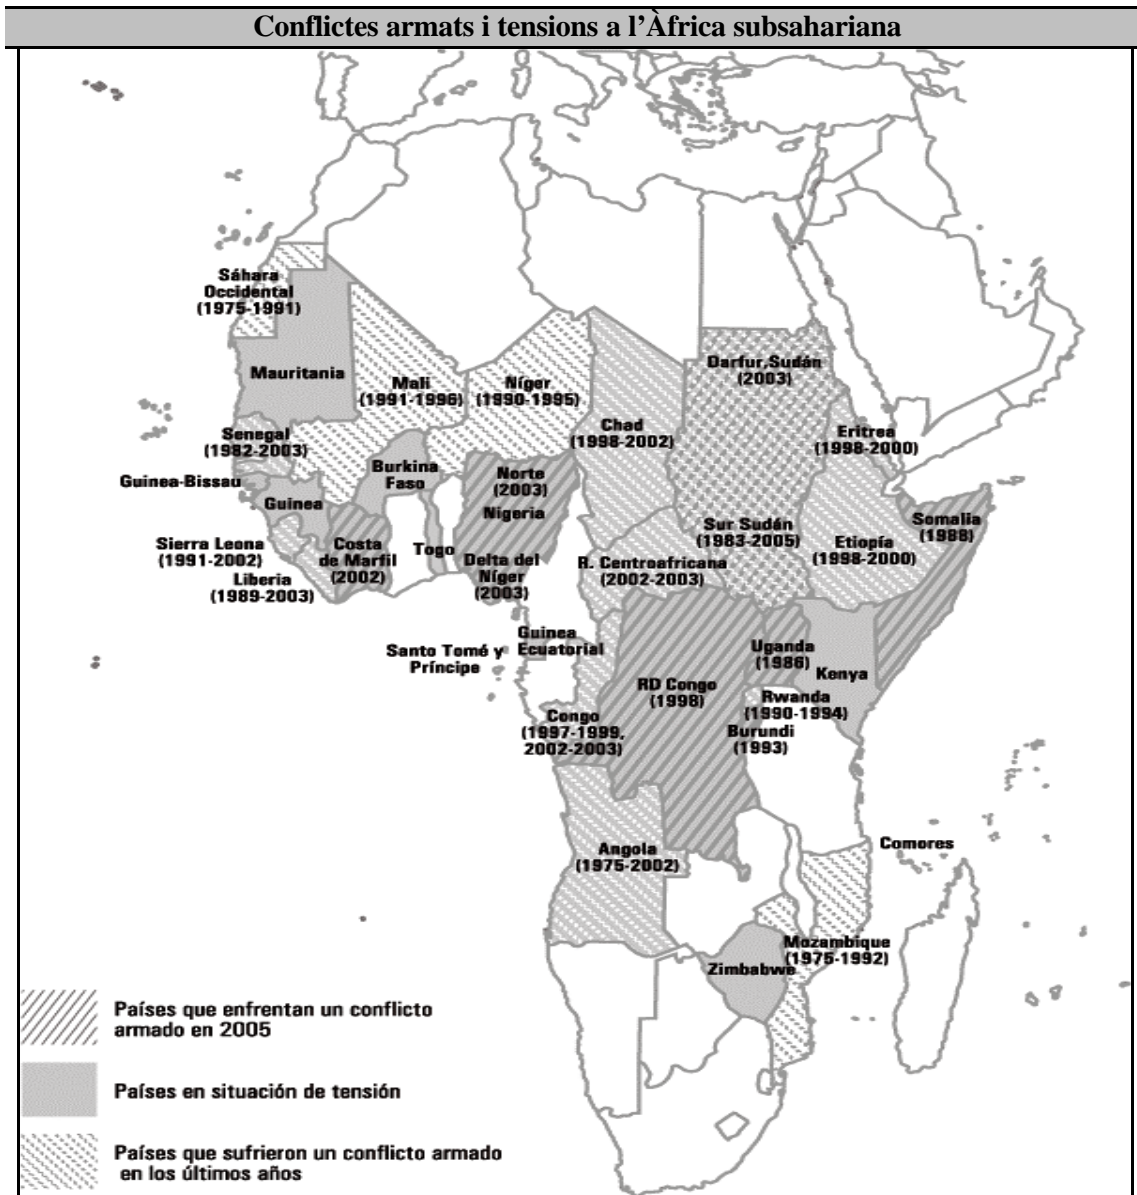 Conflictes armats i tensions a l'Àfrica subsahariana
Sáhara
Occidental
(1975-1991)
Mauritania
Mali
(1991-1996)
Níger
(1990-1995)
Chad
(1998-2002)
Darfur,Sudán
(2003)
Eritrea
(1998-2000)
Senegal
(1982-2003)
Guinea-Bissau
Guinea
Burkina
Faso
Norte
(2003)
Nigeria
Sur Sudán
(1983-2005)
Etiopía
(1998-2000)
Somalia
(1988)
Sierra Leona
(1991-2002)
Liberia
(1989-2003)
Costa
de Marfil
(2002)
Togo
Delta del
Níger
(2003)
R. Centroafricana
(2002-2003)
Guinea
Ecuatorial
Santo Tomé y
Príncipe
Uganda
(1986)
Kenya
RD Congo
(1998)
Rwanda
(1990-1994)
Burundi
(1993)
Congo
(1997-1999,
2002-2003)
Angola
(1975-2002)
Comores
Mozambique
(1975-1992)
Zimbabwe
Países que enfrentan un conflicto
armado en 2005
Países en situación de tensión
Países que sufrieron un conflicto armado
en los últimos años